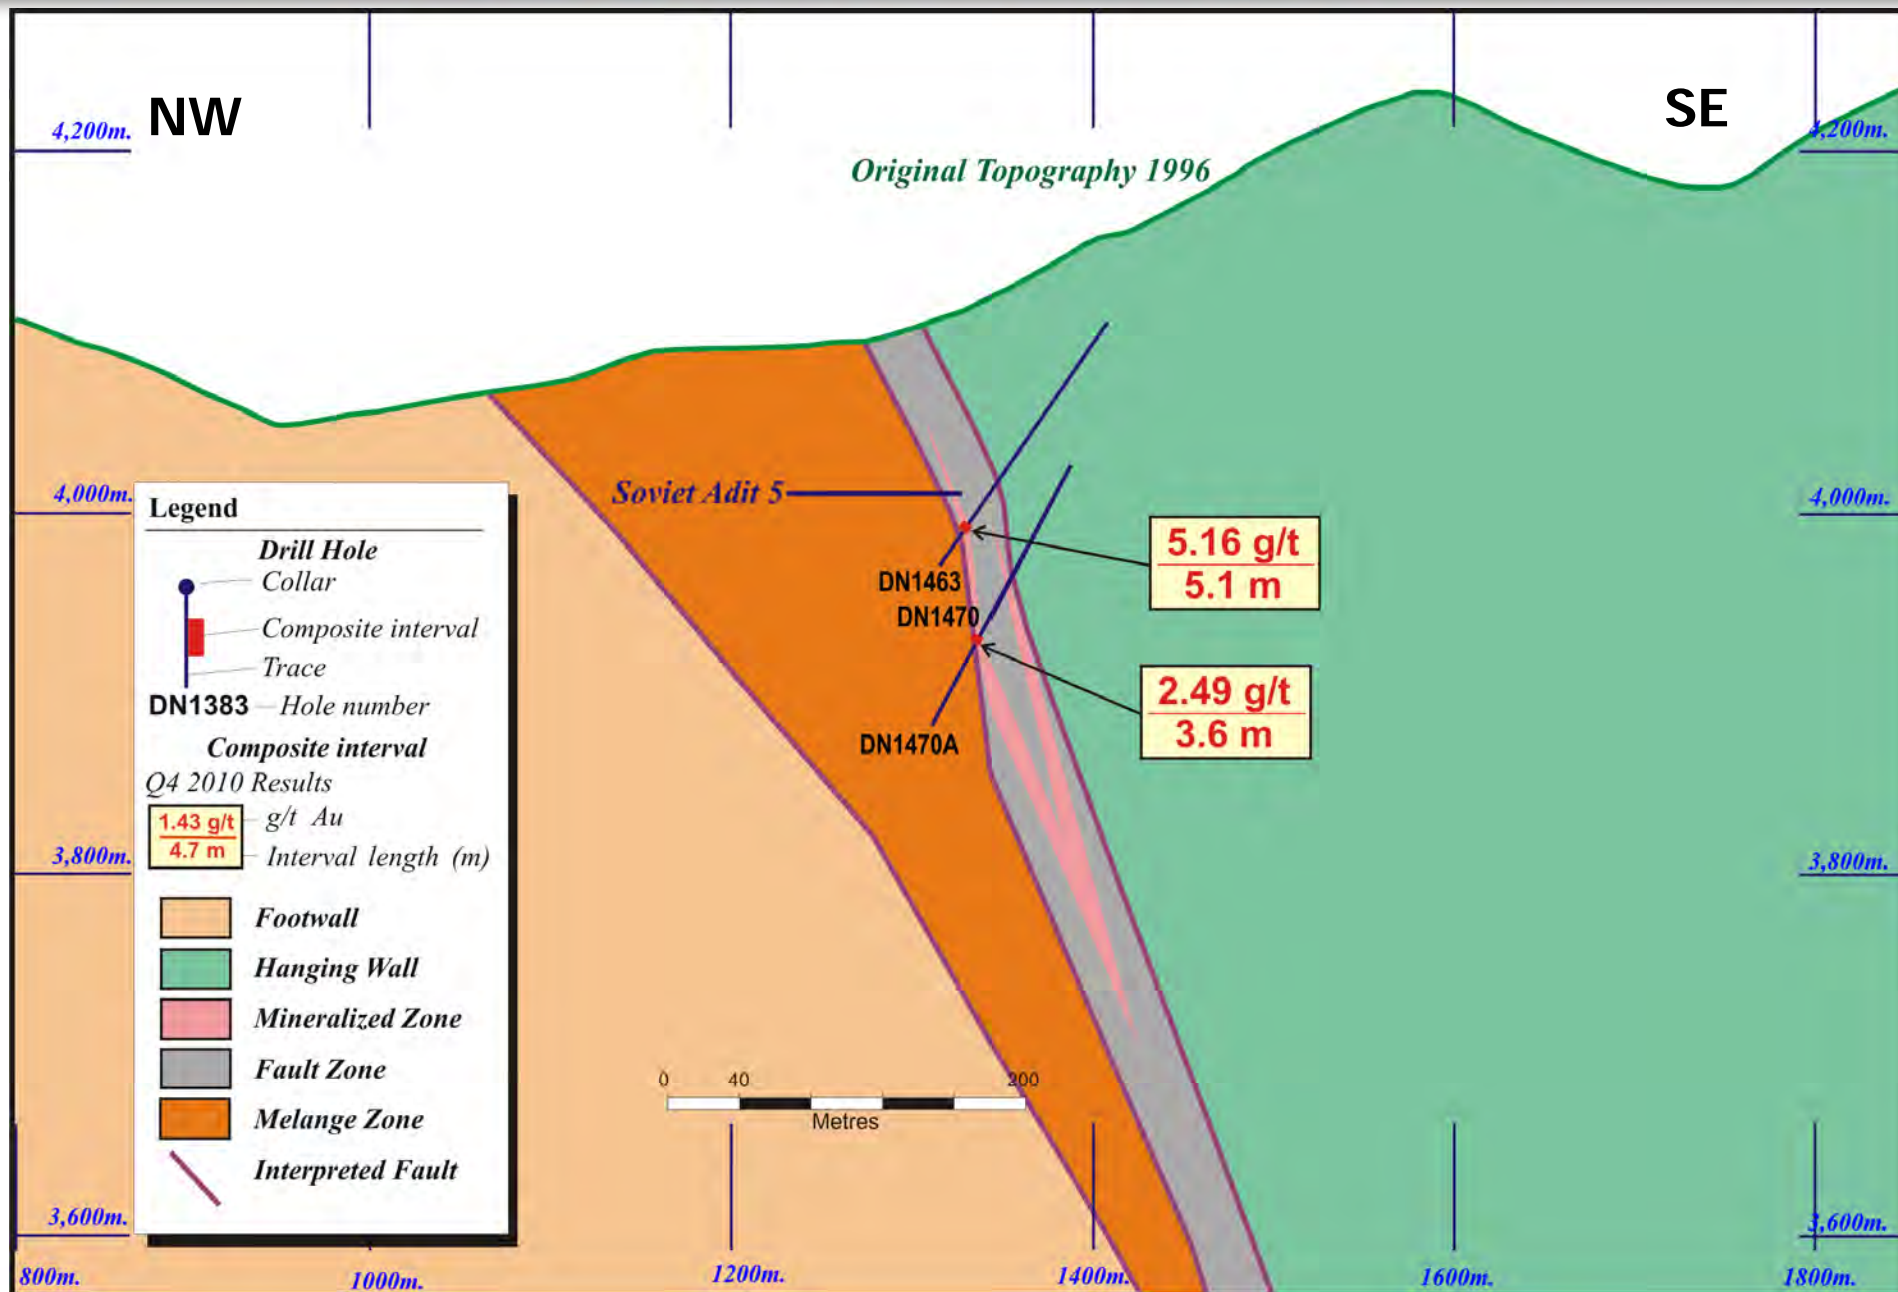 NW
SE
4,200m.
4,200m.
Original Topography 1996
4,000m.
Soviet Adit 5
4,000m.
Legend
Drill Hole
Collar
Composite interval
Trace
DN1383
Hole number
Composite interval
Q4 2010 Results
1.43 g/t
4.7 m
g/t Au
Interval length (m)
Footwall
Hanging Wall
Mineralized Zone
Fault Zone
Melange Zone
Interpreted Fault
DN1463
DN1470
DN1470A
5.16 g/t
5.1 m
2.49 g/t
3.6 m
3,800m.
3,800m.
0 40 200
Metres
3,600m.
3,600m.
800m.
1000m.
1200m.
1400m.
1600m.
1800m.